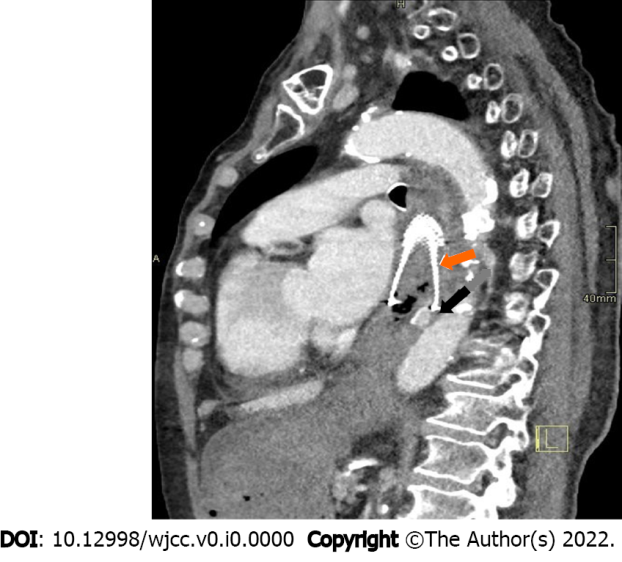 H
A
40mm
L
DOI: 10.12998/wjcc.v0.i0.0000 Copyright ©The Author(s) 2022.